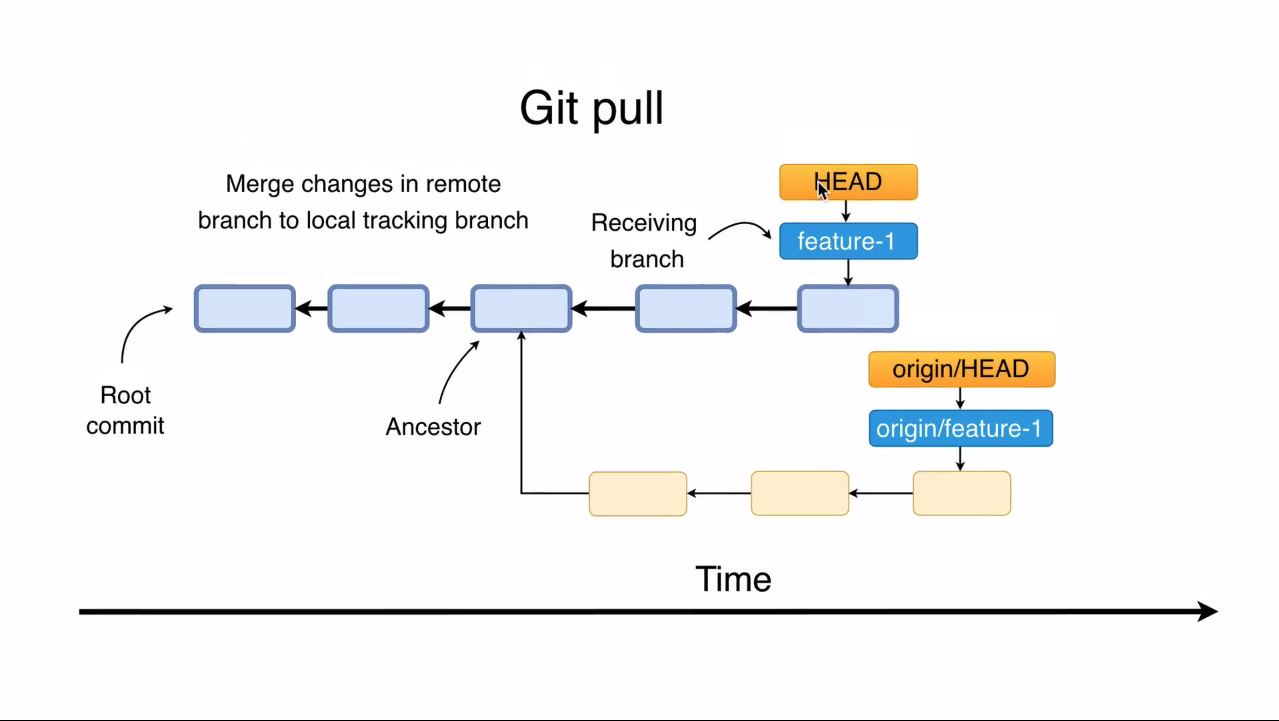 Git pull
Merge changes in remote
branch to local tracking branch
Receiving
branch
HEAD
feature-1
Root
commit
Ancestor
origin/HEAD
origin/feature-1
Time